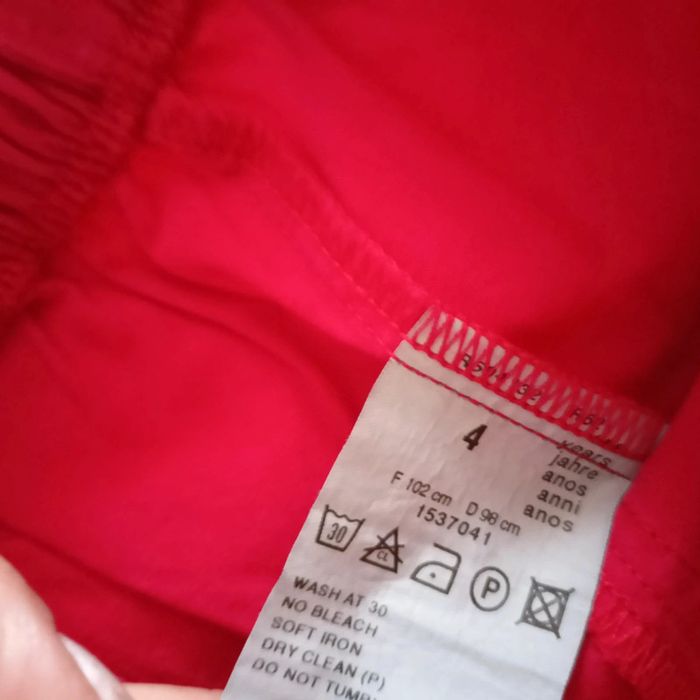 4
years
jahre
anos
anni
anos
F 102 cm D 98 cm
1537041
30
CL
P
WASH AT 30
NO BLEACH
SOFT IRON
DRY CLEAN (P)
DO NOT